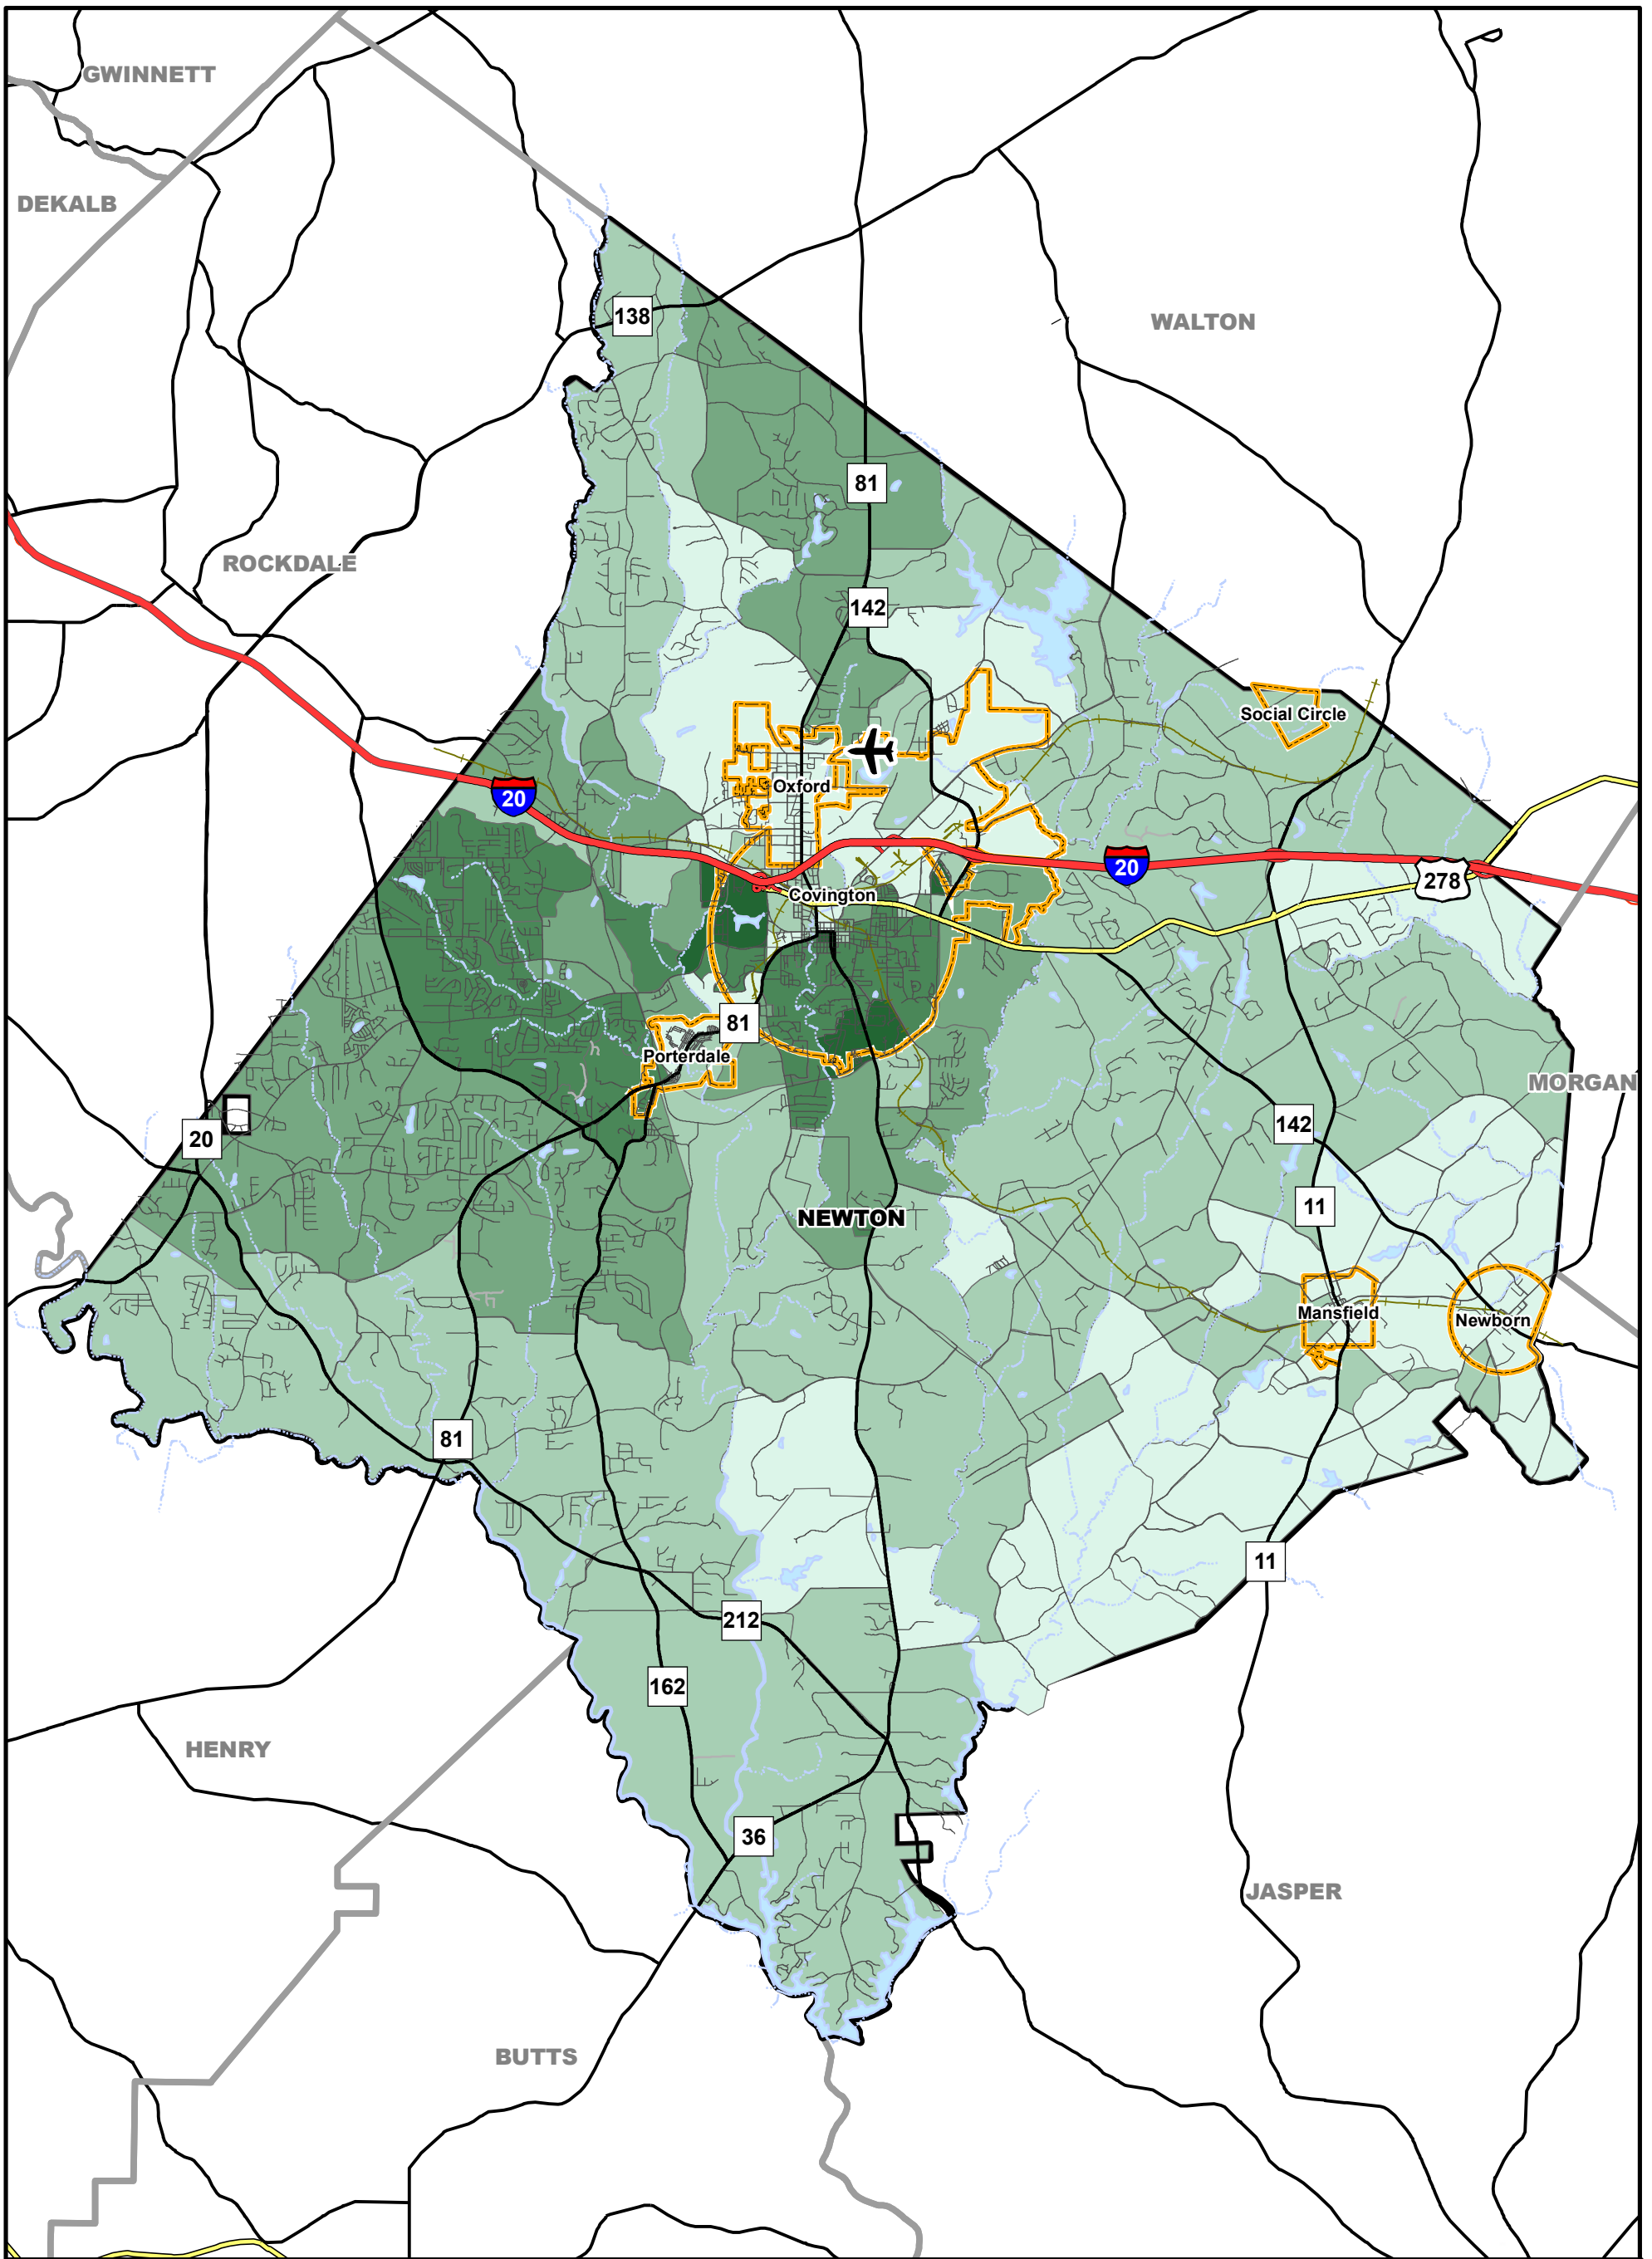 GWINNETT
DEKALB
138
WALTON
81
ROCKDALE
142
Social Circle
Oxford
20
20
278
Covington
81
Porterdale
MORGAN
142
20
11
NEWTON
Mansfield
Newborn
81
11
212
162
HENRY
36
JASPER
BUTTS